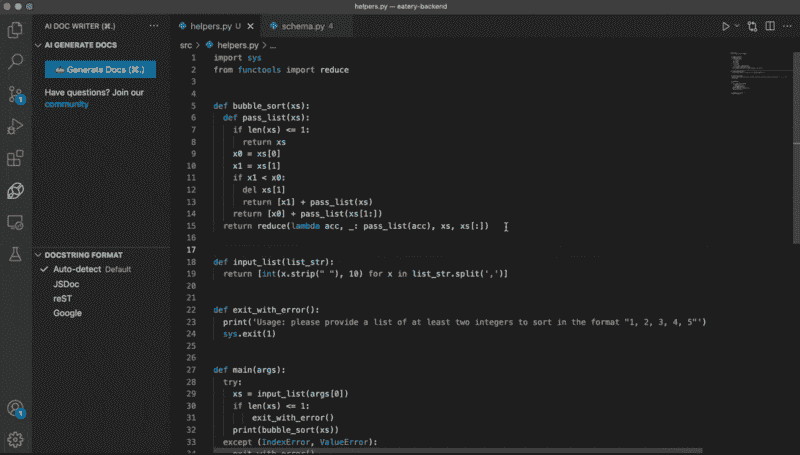 helpers.py — eatery-backend
AI DOC WRITER (⌘.) ...
AI GENERATE DOCS
Generate Docs (⌘.)
Have questions? Join our
community
DOCSTRING FORMAT
Auto-detect Default
JSDoc
reST
Google
1
1
helpers.py U
schema.py 4
src > helpers.py > ...
1 import sys
2 from functools import reduce
3
4
5 def bubble_sort(xs):
6 def pass_list(xs):
7 if len(xs) <= 1:
8 return xs
9 x0 = xs[0]
10 x1 = xs[1]
11 if x1 < x0:
12 del xs[1]
13 return [x1] + pass_list(xs)
14 return [x0] + pass_list(xs[1:])
15 return reduce(lambda acc, _: pass_list(acc), xs, xs[:])
17
18 def input_list(list_str):
19 return [int(x.strip(" "), 10) for x in list_str.split(',')]
20
21
22 def exit_with_error():
23 print('Usage: please provide a list of at least two integers to sort in the format "1, 2, 3, 4, 5"')
24 sys.exit(1)
25
26
27 def main(args):
28 try:
29 xs = input_list(args[0])
30 if len(xs) <= 1:
31 exit_with_error()
32 print(bubble_sort(xs))
33 except (IndexError, ValueError):
34 exit_with_error()